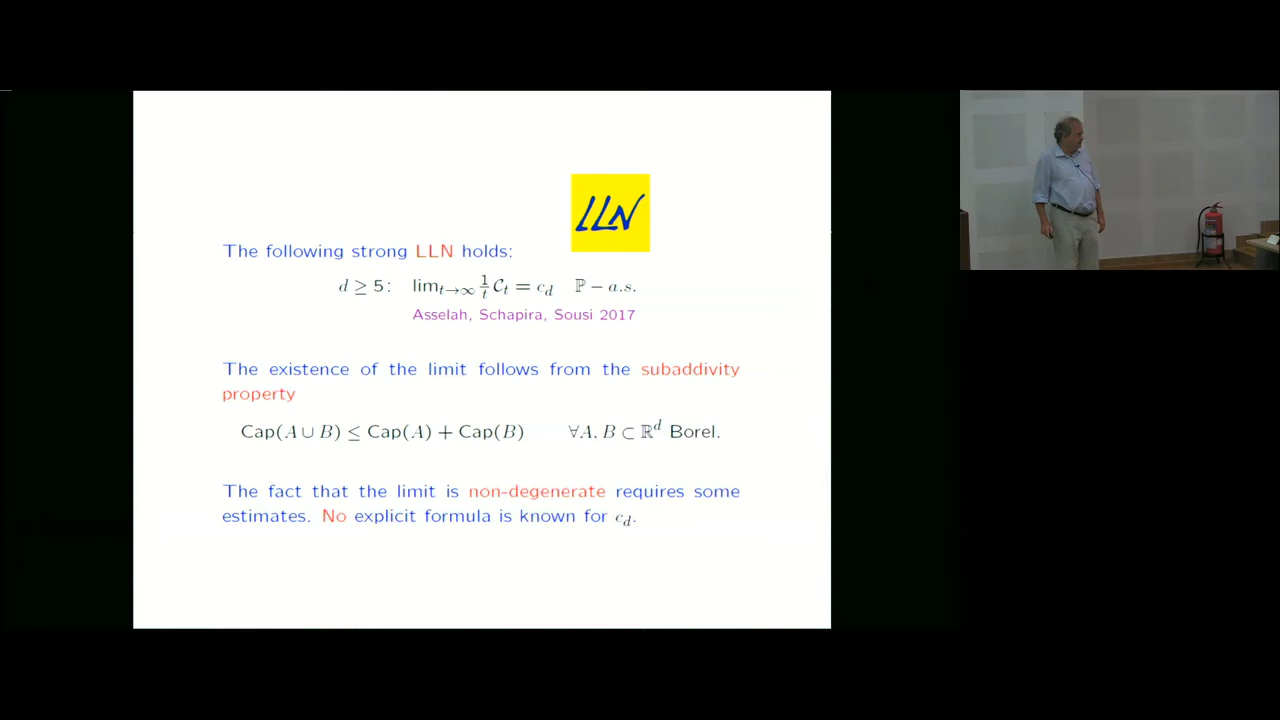 LLN
The following strong LLN holds:
d ≥ 5: lim_{t→∞} \frac{1}{t} 𝒞_t = c_d ℙ − a.s.
Asselah, Schapira, Sousi 2017
The existence of the limit follows from the subaddivity
property
Cap(A ∪ B) ≤ Cap(A) + Cap(B) ∀A, B ⊂ ℝ^d Borel.
The fact that the limit is non-degenerate requires some
estimates. No explicit formula is known for c_d.